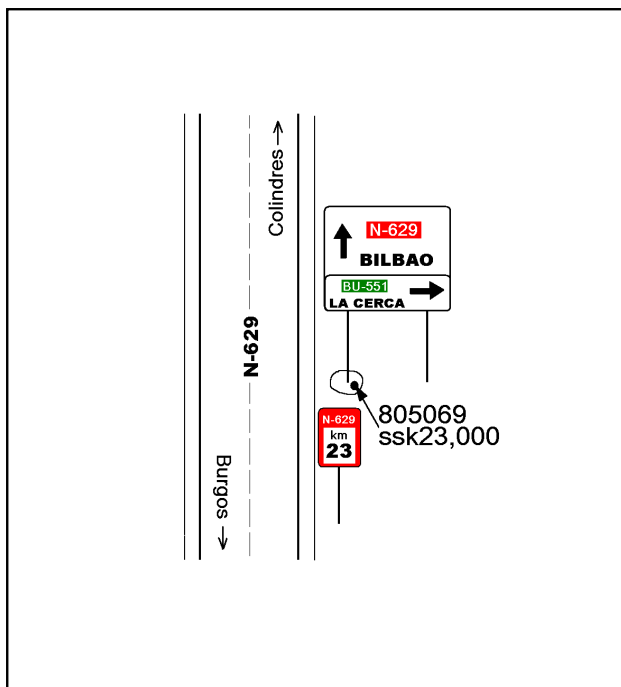 Colindres →
N-629
BILBAO
BU-551
LA CERCA
N-629
805069
ssk23,000
N-629
km
23
Burgos →